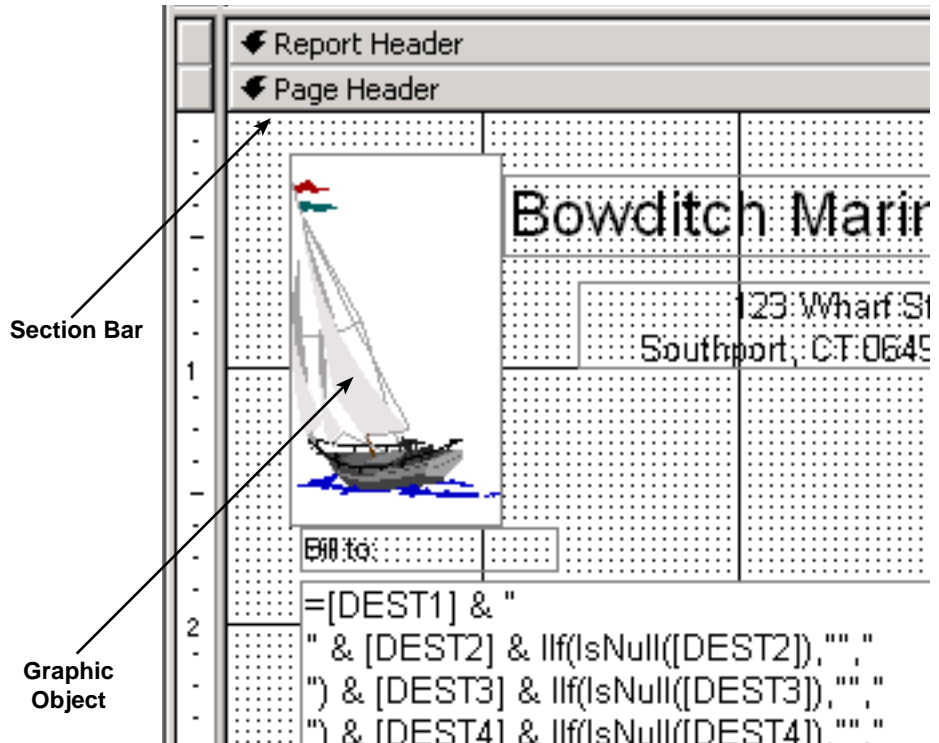 Report Header
Page Header
Bowditch Marin
123 Wharf St
Section Bar
Southport, CT 0649
1
Bill to:
=[DEST1] & "
2
" & [DEST2] & IIf(IsNull([DEST2]),"","
Graphic
Object
") & [DEST3] & IIf(IsNull([DEST3]),"","
") & [DEST4] & IIf(IsNull([DEST4]),"","